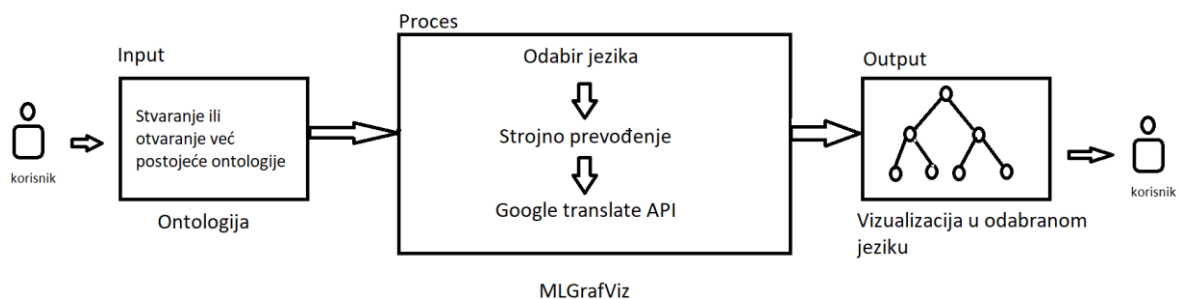 korisnik
Input
Stvaranje ili
otvaranje već
postojeće ontologije
Ontologija
Proces
Odabir jezika
Strojno prevođenje
Google translate API
MLGrafViz
Output
Vizualizacija u odabranom
jeziku
korisnik